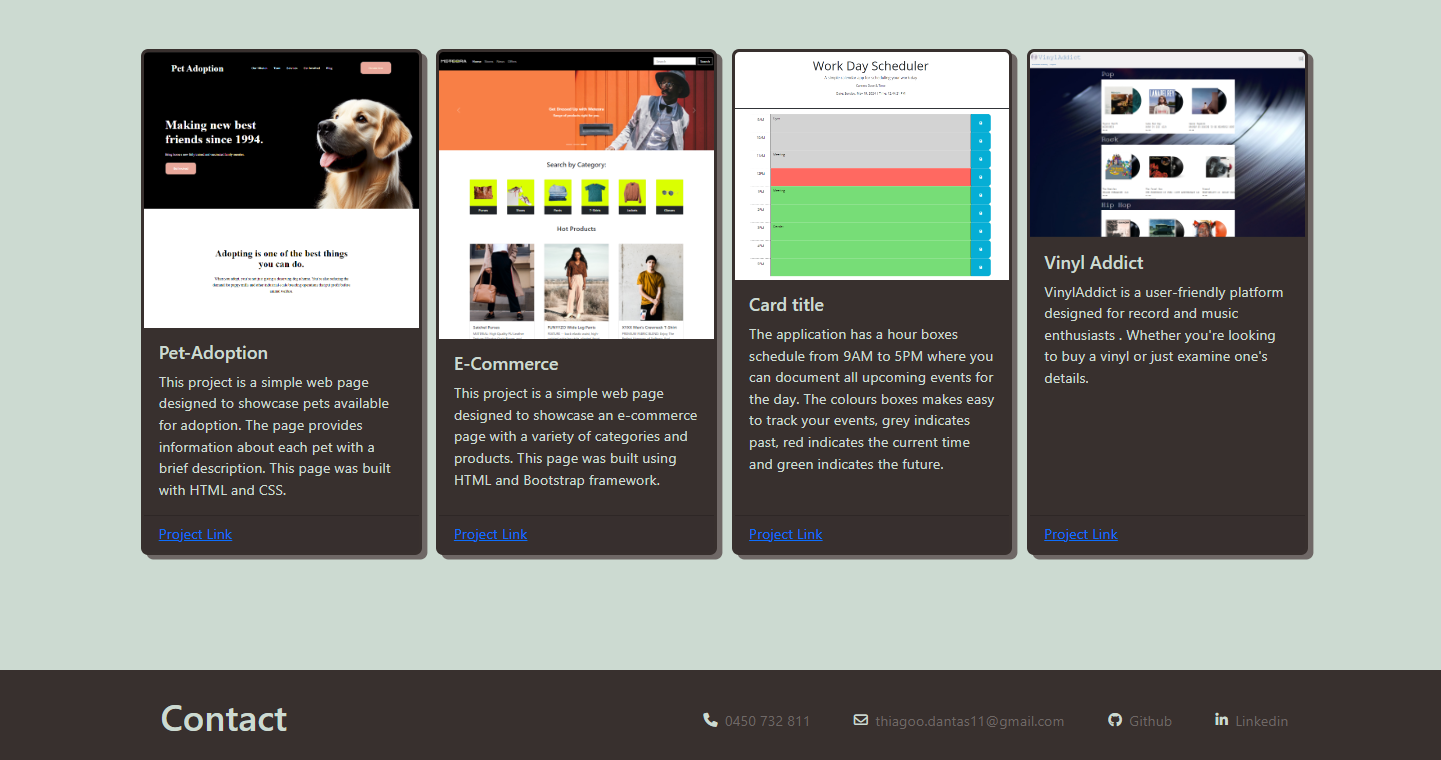 Pet Adoption
Making new best
friends since 1994.
Adopting is one of the best things
you can do.
Pet-Adoption
This project is a simple web page
designed to showcase pets available
for adoption. The page provides
information about each pet with a
brief description. This page was built
with HTML and CSS.
Project Link
Home
Search
Search by Category:
Hot Products
E-Commerce
This project is a simple web page
designed to showcase an e-commerce
page with a variety of categories and
products. This page was built using
HTML and Bootstrap framework.
Project Link
Work Day Scheduler
Card title
The application has a hour boxes
schedule from 9AM to 5PM where you
can document all upcoming events for
the day. The colours boxes makes easy
to track your events, grey indicates
past, red indicates the current time
and green indicates the future.
Project Link
VinylAddict
Pop
Rock
Hip Hop
Vinyl Addict
VinylAddict is a user-friendly platform
designed for record and music
enthusiasts . Whether you're looking
to buy a vinyl or just examine one's
details.
Project Link
Contact
0450 732 811
thiagoo.dantas11@gmail.com
Github
Linkedin